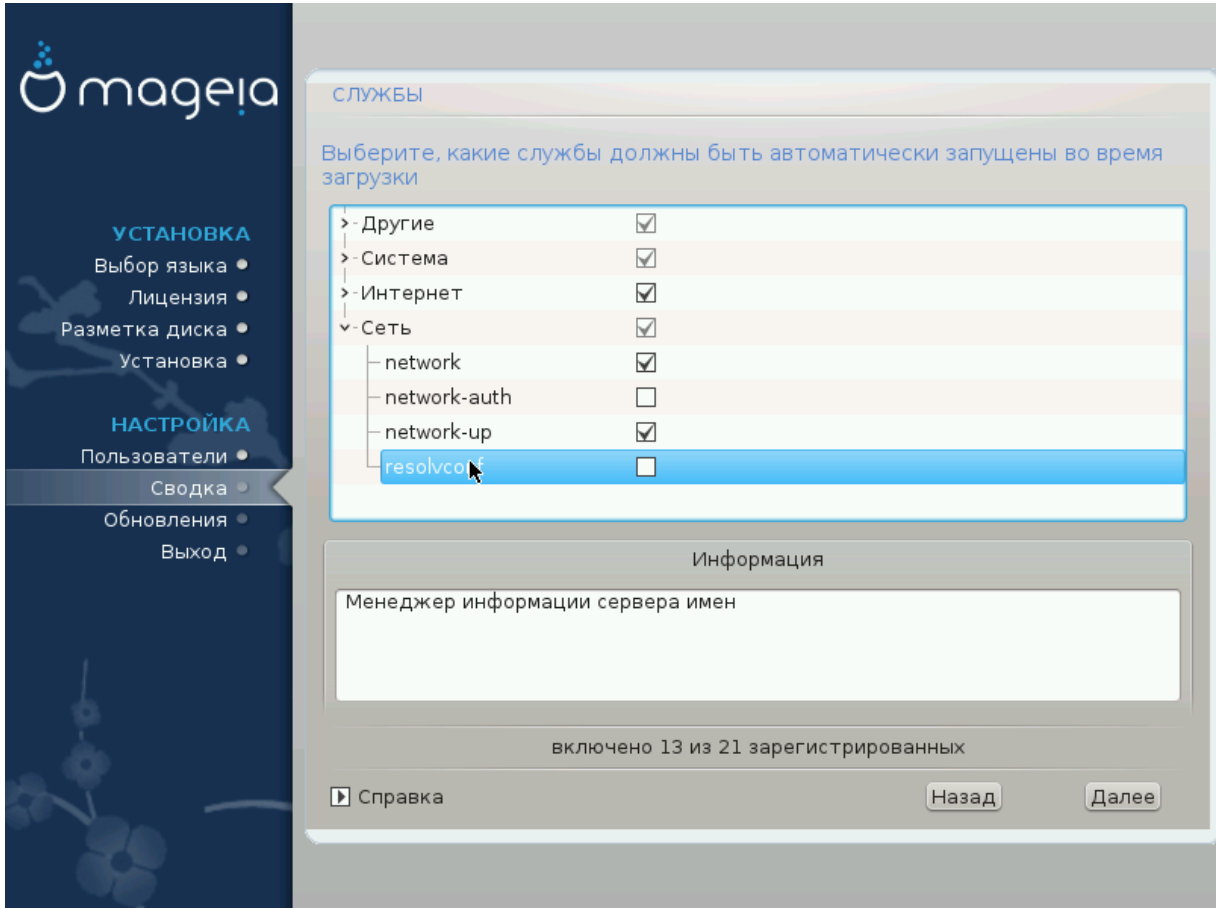 mageia
УСТАНОВКА
Выбор языка
Лицензия
Разметка диска
Установка
НАСТРОЙКА
Пользователи
Сводка
Обновления
Выход
СЛУЖБЫ
Выберите, какие службы должны быть автоматически запущены во время
загрузки
Другие
Система
Интернет
Сеть
network
network-auth
network-up
resolvconf
Информация
Менеджер информации сервера имен
включено 13 из 21 зарегистрированных
Справка
Назад
Далее